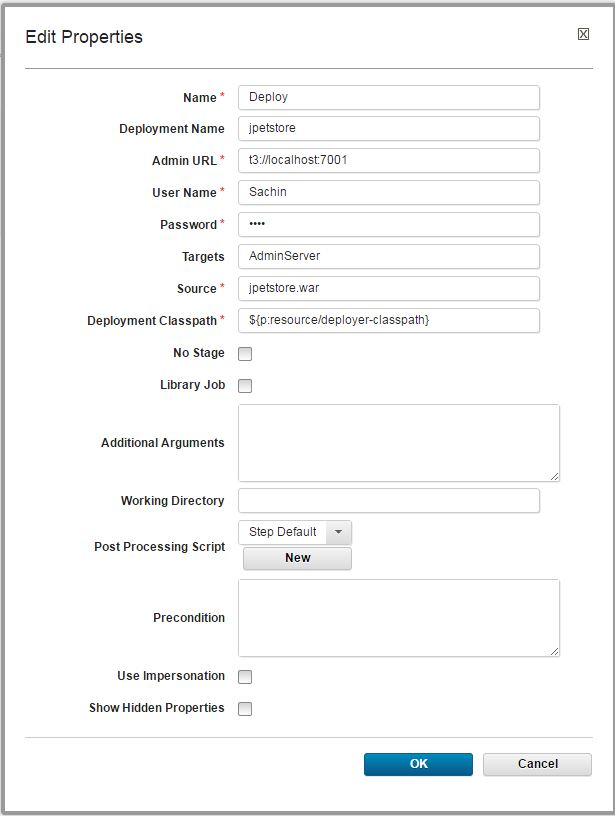 Edit Properties
X
Name * Deploy
Deployment Name jpetstore
Admin URL * t3://localhost:7001
User Name * Sachin
Password * ••••
Targets AdminServer
Source * jpetstore.war
Deployment Classpath * ${p:resource/deployer-classpath}
No Stage
Library Job
Additional Arguments
Working Directory
Post Processing Script Step Default
New
Precondition
Use Impersonation
Show Hidden Properties
OK Cancel